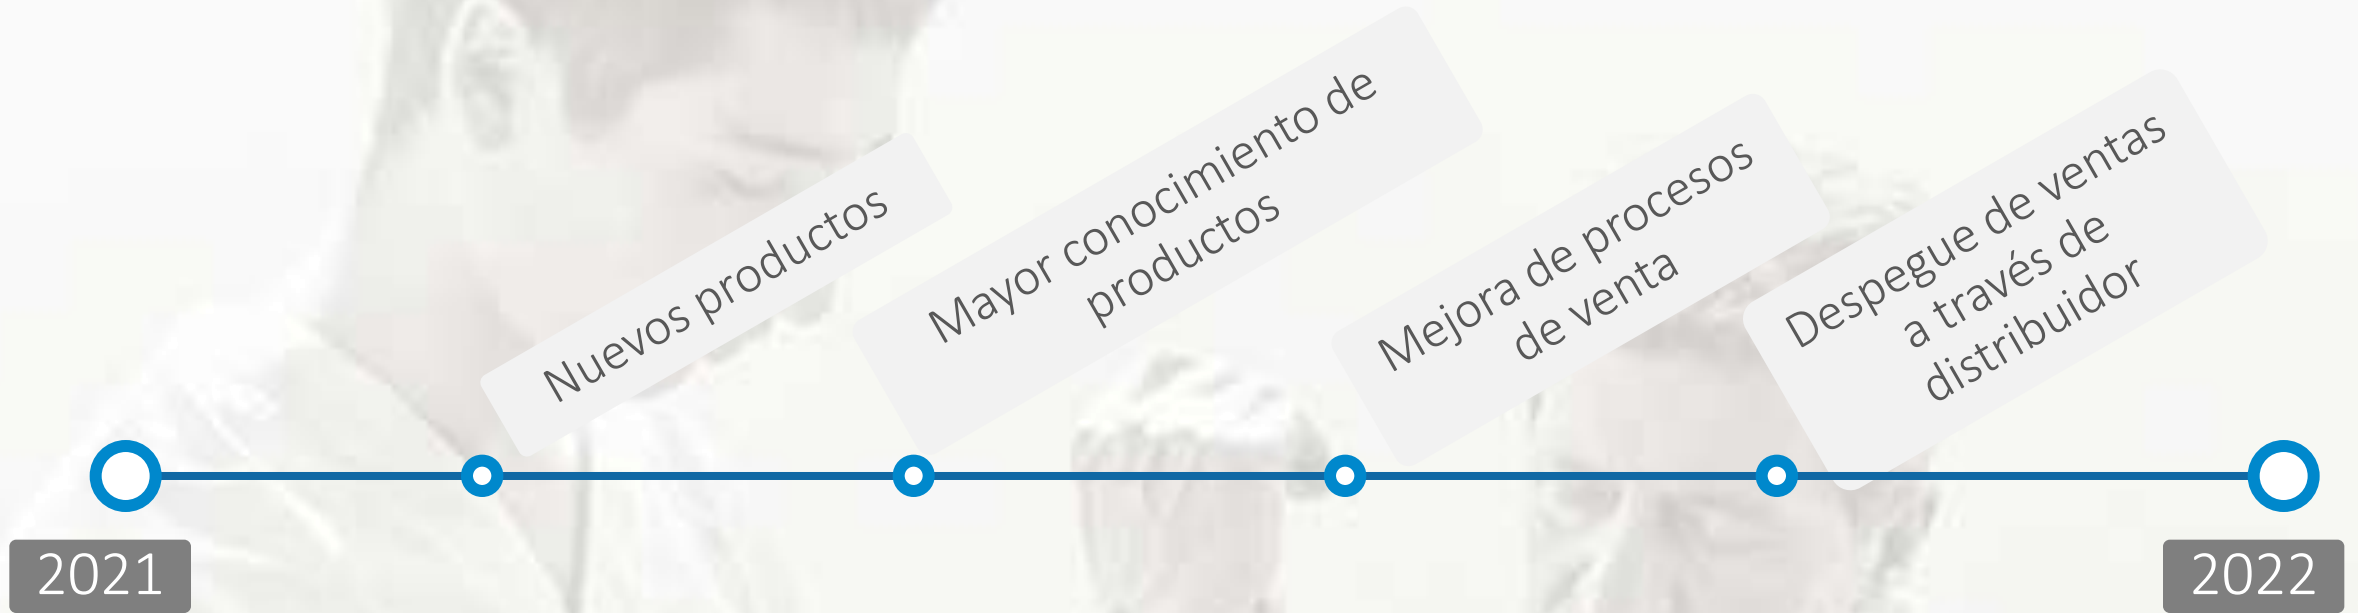 Nuevos productos
Mayor conocimiento de
productos
Mejora de procesos
de venta
Despegue de ventas
a través de
distribuidor
2021
2022